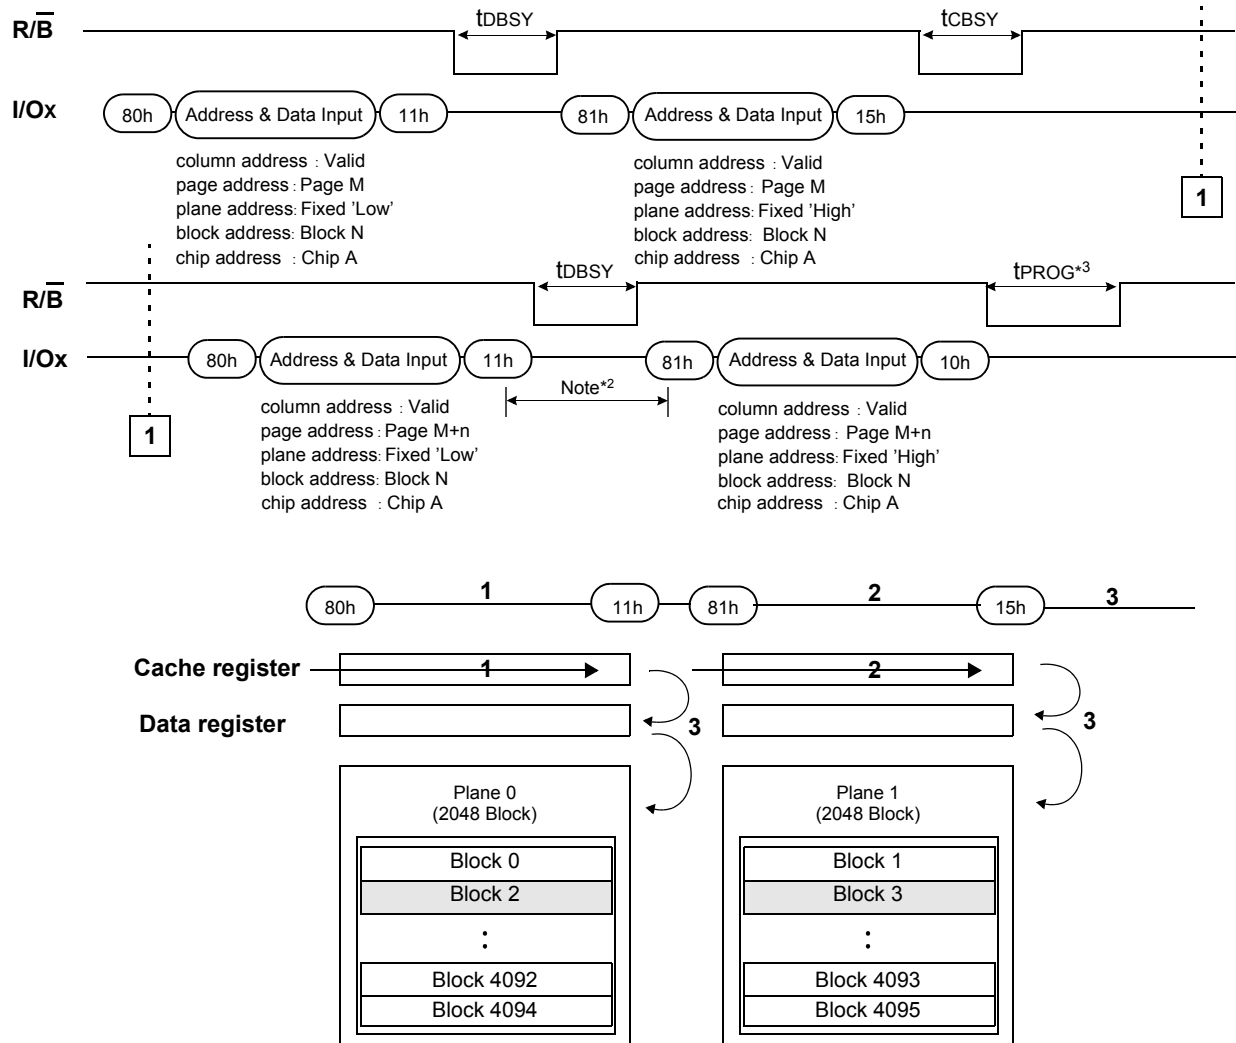 tDBSY tCBSY
R/B
I/Ox 80h Address & Data Input 11h 81h Address & Data Input 15h
column address : Valid
page address : Page M
plane address : Fixed 'Low'
block address : Block N
chip address : Chip A
column address : Valid
page address : Page M
plane address : Fixed 'High'
block address : Block N
chip address : Chip A
1
tDBSY tPROG*3
R/B
I/Ox 80h Address & Data Input 11h 81h Address & Data Input 10h
Note*2
1
column address : Valid
page address : Page M+n
plane address : Fixed 'Low'
block address : Block N
chip address : Chip A
column address : Valid
page address : Page M+n
plane address : Fixed 'High'
block address: Block N
chip address : Chip A
80h 1 11h 81h 2 15h 3
Cache register 1 2
Data register 3 3
Plane 0
(2048 Block)
Block 0
Block 2
:
Block 4092
Block 4094
Plane 1
(2048 Block)
Block 1
Block 3
:
Block 4093
Block 4095